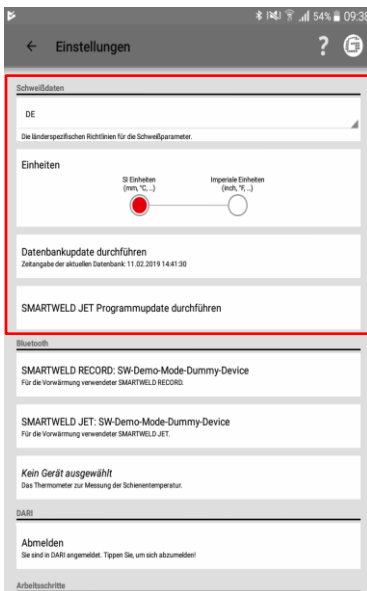 54% 09:38
Einstellungen ?
Schweißdaten
DE
Die länderspezifischen Richtlinien für die Schweißparameter.
Einheiten
SI Einheiten Imperiale Einheiten
(mm, °C, ...) (inch, °F, ...)
Datenbankupdate durchführen
Zeitangabe der aktuellen Datenbank: 11.02.2019 14:41:30
SMARTWELD JET Programmupdate durchführen
Bluetooth
SMARTWELD RECORD: SW-Demo-Mode-Dummy-Device
Für die Vorwärmung verwendeter SMARTWELD RECORD.
SMARTWELD JET: SW-Demo-Mode-Dummy-Device
Für die Vorwärmung verwendeter SMARTWELD JET.
Kein Gerät ausgewählt
Das Thermometer zur Messung der Schienentemperatur.
DARI
Abmelden
Sie sind in DARI angemeldet. Tippen Sie, um sich abzumelden!
Arbeitsschritte